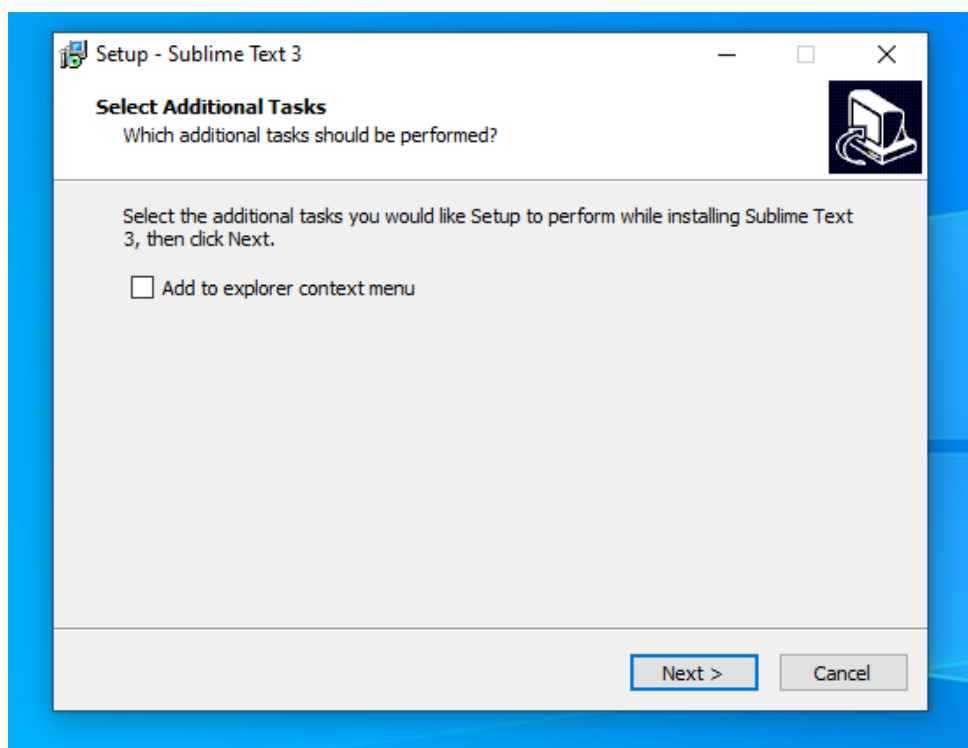 Setup - Sublime Text 3
Select Additional Tasks
Which additional tasks should be performed?
Select the additional tasks you would like Setup to perform while installing Sublime Text
3, then click Next.
Add to explorer context menu
Next >
Cancel